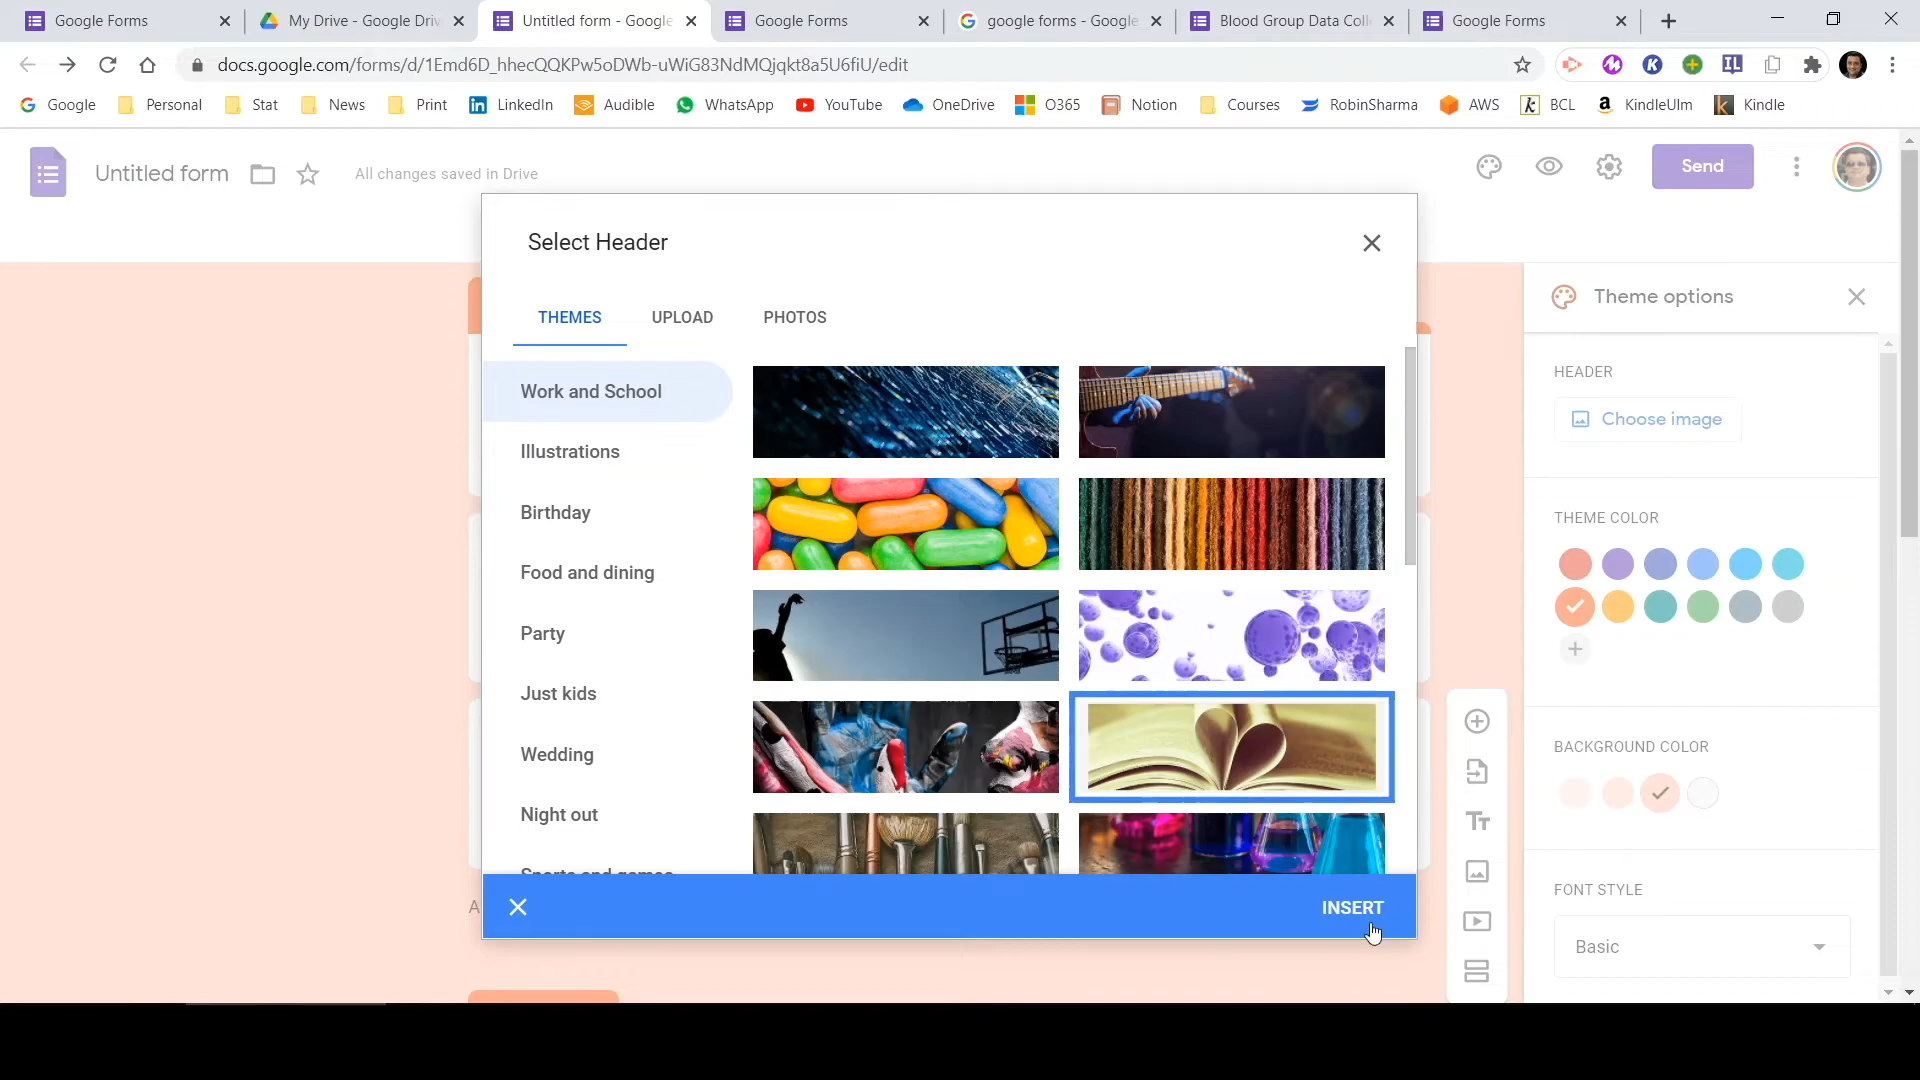 Google Forms
My Drive - Google Driv
Untitled form - Google
Google Forms
google forms - Google
Blood Group Data Coll
Google Forms
docs.google.com/forms/d/1Emd6D_hhecQQKPw5oDWb-uWiG83NdMQjqkt8a5U6fiU/edit
Google
Personal
Stat
News
Print
LinkedIn
Audible
WhatsApp
YouTube
OneDrive
O365
Notion
Courses
RobinSharma
AWS
BCL
KindleUlm
Kindle
Untitled form
All changes saved in Drive
Send
Select Header
THEMES
UPLOAD
PHOTOS
Work and School
Illustrations
Birthday
Food and dining
Party
Just kids
Wedding
Night out
Sports and games
INSERT
Theme options
HEADER
Choose image
THEME COLOR
BACKGROUND COLOR
FONT STYLE
Basic